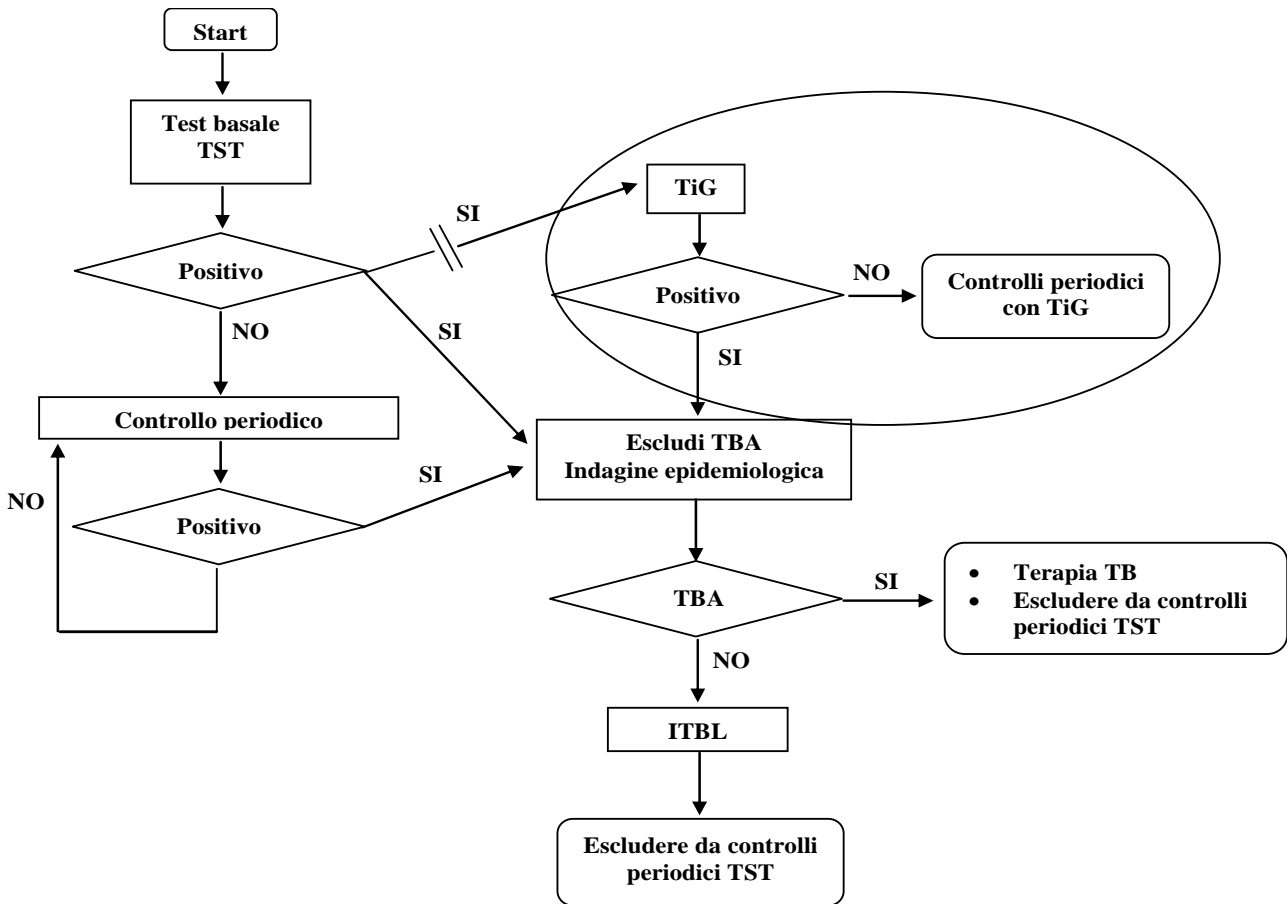 Start
Test basale
TST
Positivo
SI
TiG
Positivo
NO
Controlli periodici
con TiG
SI
SI
NO
Controllo periodico
Positivo
SI
NO
Escludi TBA
Indagine epidemiologica
TBA
SI
• Terapia TB
• Escludere da controlli
periodici TST
NO
ITBL
Escludere da controlli
periodici TST